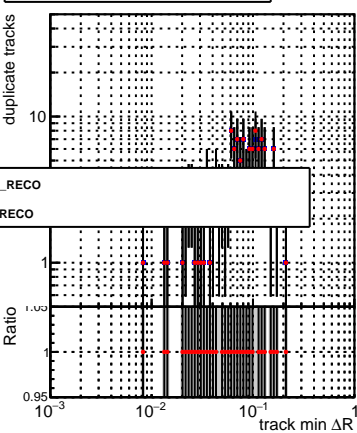 duplicate tracks
10
_RECO
RECO
1
Ratio
1.05
1
0.95
10−3
10−2
10−1
1
track min ΔR